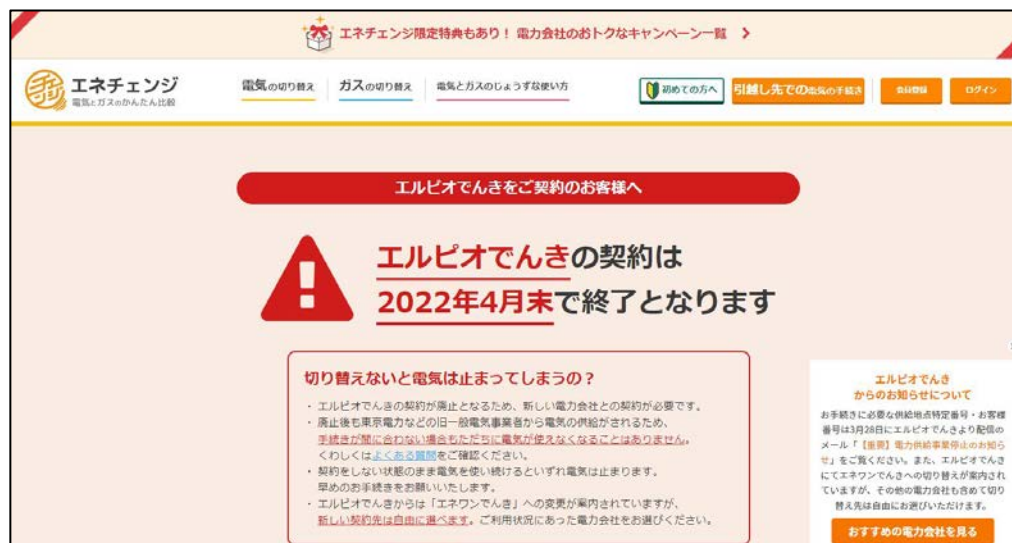 エネチェンジ限定特典もあり！ 電力会社のおトクなキャンペーン一覧
エネチェンジ
電気とガスのかんたん比較
電気の切り替え
ガスの切り替え
電気とガスのじょうずな使い方
初めての方へ
引越し先での電気の手続き
会員登録
ログイン
エルピオでんきをご契約のお客様へ
エルピオでんきの契約は
2022年4月末で終了となります
切り替えないと電気は止まってしまうの？
・エルピオでんきの契約が廃止となるため、新しい電力会社との契約が必要です。
・廃止後も東京電力などの旧一般電気事業者から電気の供給がされるため、
手続きが間に合わない場合もただちに電気が使えなくなることはありません。
くわしくはよくある質問をご確認ください。
・契約をしない状態のまま電気を使い続けるといずれ電気は止まります。
早めのお手続きをお願いいたします。
・エルピオでんきからは「エネワンでんき」への変更が案内されていますが、
新しい契約先は自由に選べます。ご利用状況にあった電力会社をお選びください。
エルピオでんき
からのお知らせについて
お手続きに必要な供給地点特定番号・お客様
番号は3月28日にエルピオでんきより配信の
メール「【重要】電力供給事業停止のお知ら
せ」をご覧ください。また、エルピオでんき
にてエネワンでんきへの切り替えが案内され
ていますが、その他の電力会社も含めて切り
替え先は自由にお選びいただけます。
おすすめの電力会社を見る